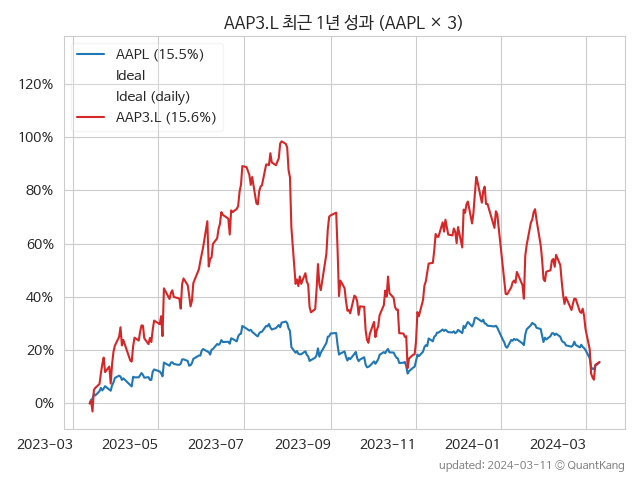 AAP3.L 최근 1년 성과 (AAPL × 3)
AAPL (15.5%)
Ideal
Ideal (daily)
AAP3.L (15.6%)
120%
100%
80%
60%
40%
20%
0%
2023-03 2023-05 2023-07 2023-09 2023-11 2024-01 2024-03
updated: 2024-03-11 © QuantKang